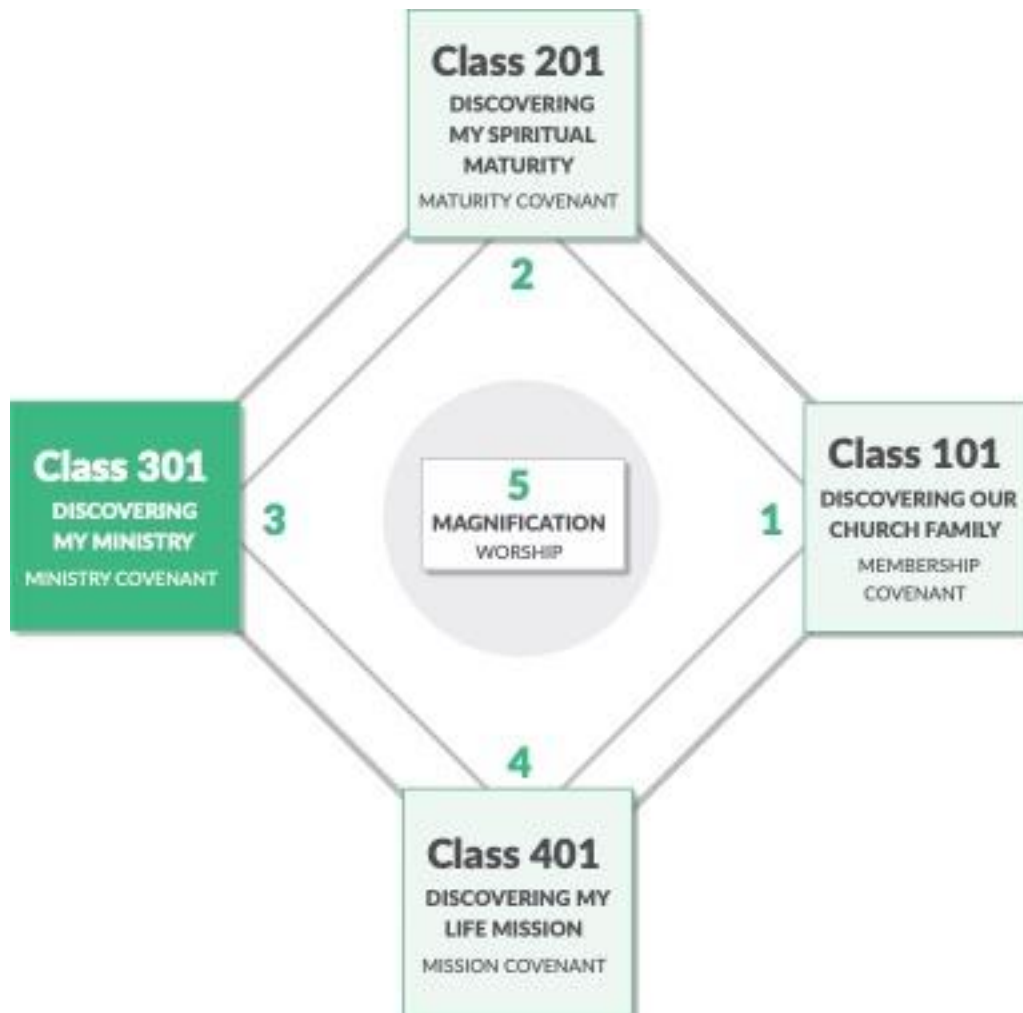 Class 201
DISCOVERING
MY SPIRITUAL
MATURITY
MATURITY COVENANT
2
Class 301
DISCOVERING
MY MINISTRY
MINISTRY COVENANT
3
5
MAGNIFICATION
WORSHIP
1
Class 101
DISCOVERING OUR
CHURCH FAMILY
MEMBERSHIP
COVENANT
4
Class 401
DISCOVERING MY
LIFE MISSION
MISSION COVENANT